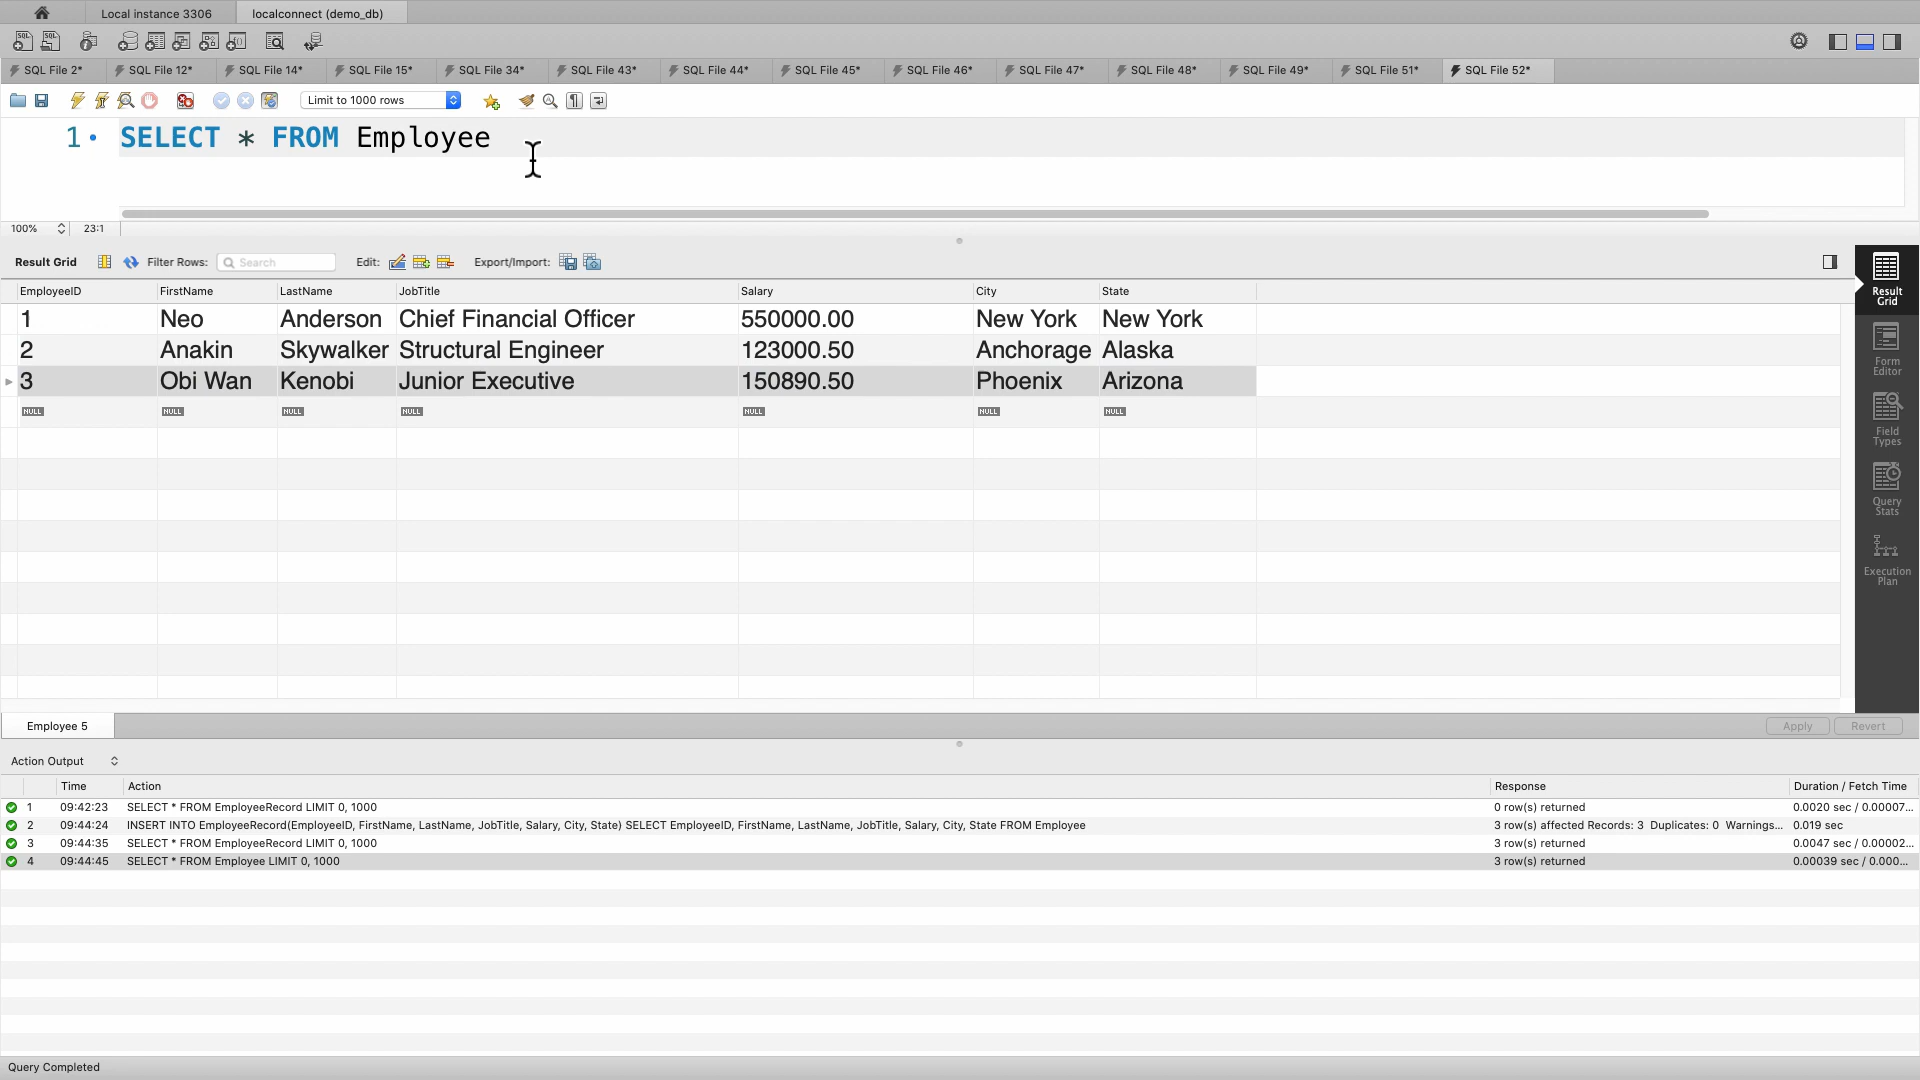 Local instance 3306 localconnect (demo_db)
SQL File 2* SQL File 12* SQL File 14* SQL File 15* SQL File 34* SQL File 43* SQL File 44* SQL File 45* SQL File 46* SQL File 47* SQL File 48* SQL File 49* SQL File 51* SQL File 52*
Limit to 1000 rows
1 SELECT * FROM Employee
100% 23:1
Result Grid Filter Rows: Search Edit: Export/Import:
EmployeeID FirstName LastName JobTitle Salary City State
1 Neo Anderson Chief Financial Officer 550000.00 New York New York
2 Anakin Skywalker Structural Engineer 123000.50 Anchorage Alaska
3 Obi Wan Kenobi Junior Executive 150890.50 Phoenix Arizona
NULL NULL NULL NULL NULL NULL NULL
Result
Grid
Form
Editor
Field
Types
Query
Stats
Execution
Plan
Employee 5 Apply Revert
Action Output
Time Action Response Duration / Fetch Time
1 09:42:23 SELECT * FROM EmployeeRecord LIMIT 0, 1000 0 row(s) returned 0.0020 sec / 0.00007...
2 09:44:24 INSERT INTO EmployeeRecord(EmployeeID, FirstName, LastName, JobTitle, Salary, City, State) SELECT EmployeeID, FirstName, LastName, JobTitle, Salary, City, State FROM Employee 3 row(s) affected Records: 3 Duplicates: 0 Warnings... 0.019 sec
3 09:44:35 SELECT * FROM EmployeeRecord LIMIT 0, 1000 3 row(s) returned 0.0047 sec / 0.00002...
4 09:44:45 SELECT * FROM Employee LIMIT 0, 1000 3 row(s) returned 0.00039 sec / 0.000...
Query Completed